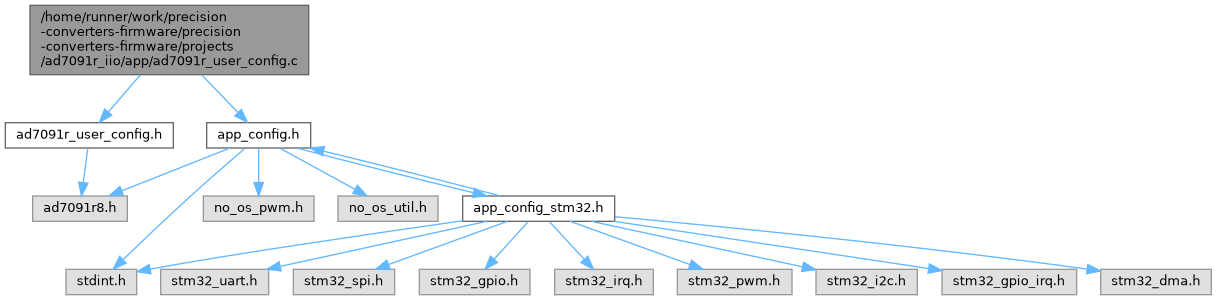 /home/runner/work/precision
-converters-firmware/precision
-converters-firmware/projects
/ad7091r_iio/app/ad7091r_user_config.c
ad7091r_user_config.h
app_config.h
ad7091r8.h
no_os_pwm.h
no_os_util.h
app_config_stm32.h
stdint.h
stm32_uart.h
stm32_spi.h
stm32_gpio.h
stm32_irq.h
stm32_pwm.h
stm32_i2c.h
stm32_gpio_irq.h
stm32_dma.h